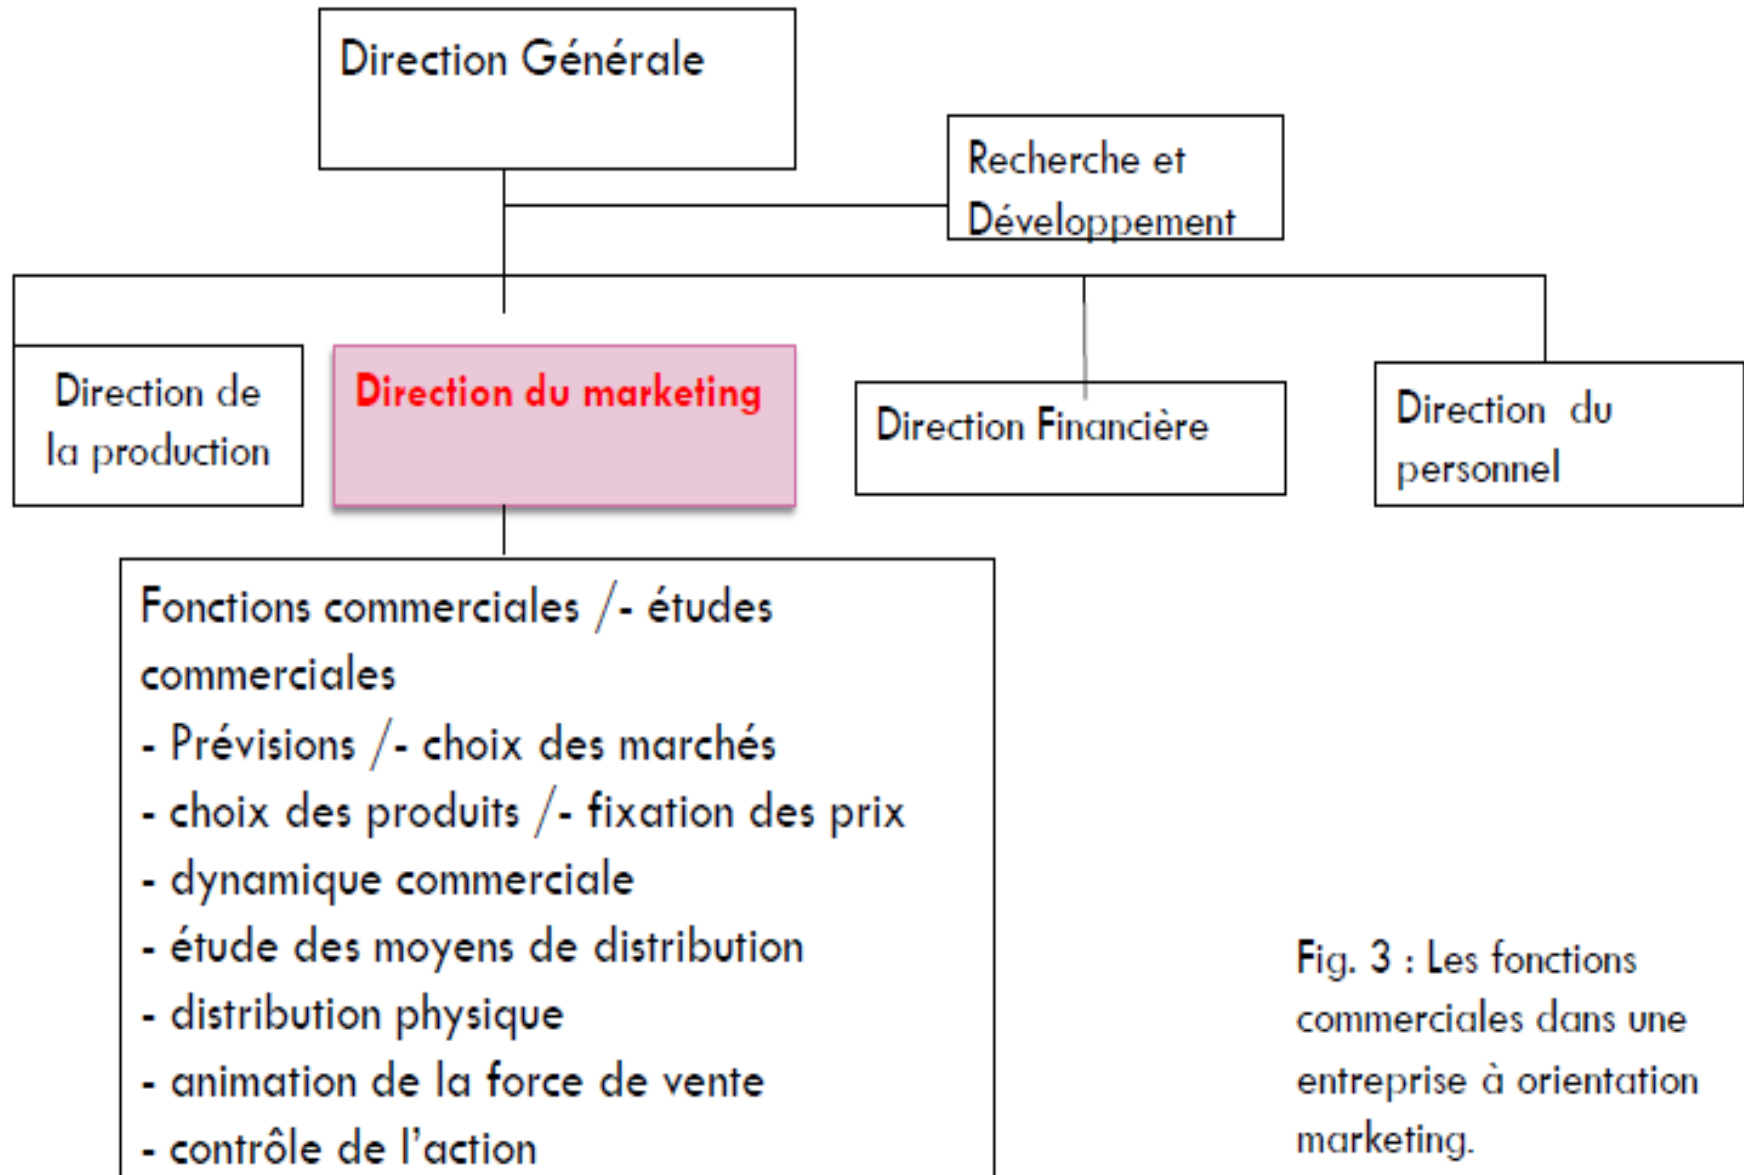 Direction Générale
Recherche et
Développement
Direction de
la production
Direction du marketing
Direction Financière
Direction du
personnel
Fonctions commerciales /- études
commerciales
- Prévisions /- choix des marchés
- choix des produits /- fixation des prix
- dynamique commerciale
- étude des moyens de distribution
- distribution physique
- animation de la force de vente
- contrôle de l'action
Fig. 3 : Les fonctions
commerciales dans une
entreprise à orientation
marketing.